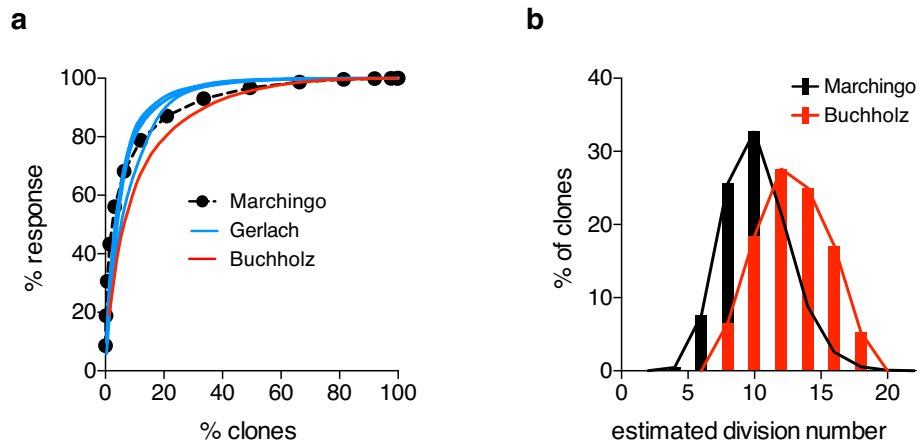 a
% response
100
80
60
40
20
0
Marchingo
Gerlach
Buchholz
0 20 40 60 80 100
% clones
b
% of clones
40
30
20
10
0
Marchingo
Buchholz
0 5 10 15 20
estimated division number